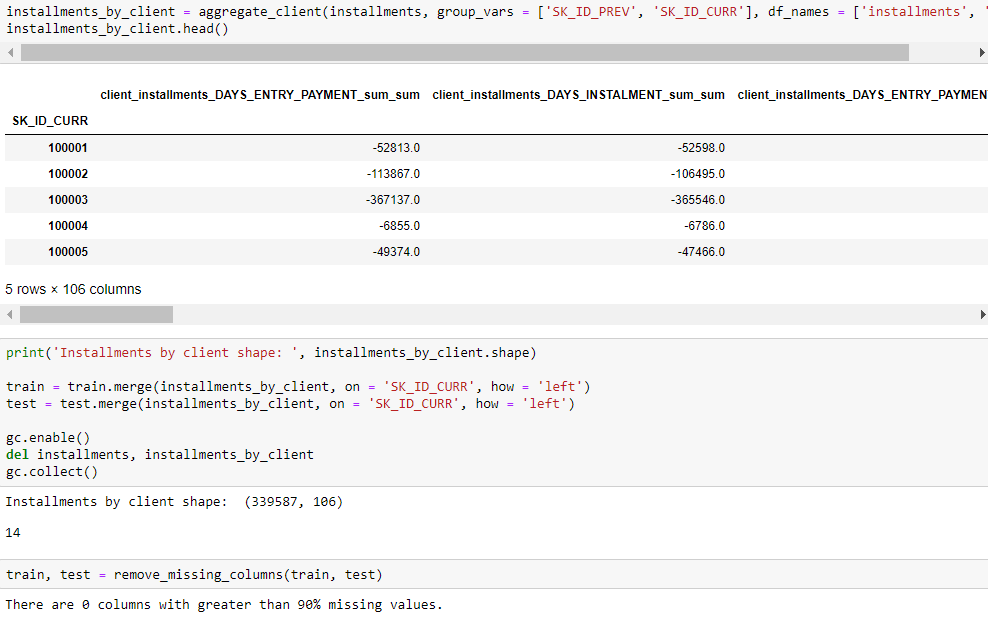 installments_by_client = aggregate_client(installments, group_vars = ['SK_ID_PREV', 'SK_ID_CURR'], df_names = ['installments', '
installments_by_client.head()
client_installments_DAYS_ENTRY_PAYMENT_sum_sum client_installments_DAYS_INSTALMENT_sum_sum client_installments_DAYS_ENTRY_PAYMEN
SK_ID_CURR
100001 -52813.0 -52598.0
100002 -113867.0 -106495.0
100003 -367137.0 -365546.0
100004 -6855.0 -6786.0
100005 -49374.0 -47466.0
5 rows × 106 columns
print('Installments by client shape: ', installments_by_client.shape)
train = train.merge(installments_by_client, on = 'SK_ID_CURR', how = 'left')
test = test.merge(installments_by_client, on = 'SK_ID_CURR', how = 'left')
gc.enable()
del installments, installments_by_client
gc.collect()
Installments by client shape:  (339587, 106)
14
train, test = remove_missing_columns(train, test)
There are 0 columns with greater than 90% missing values.